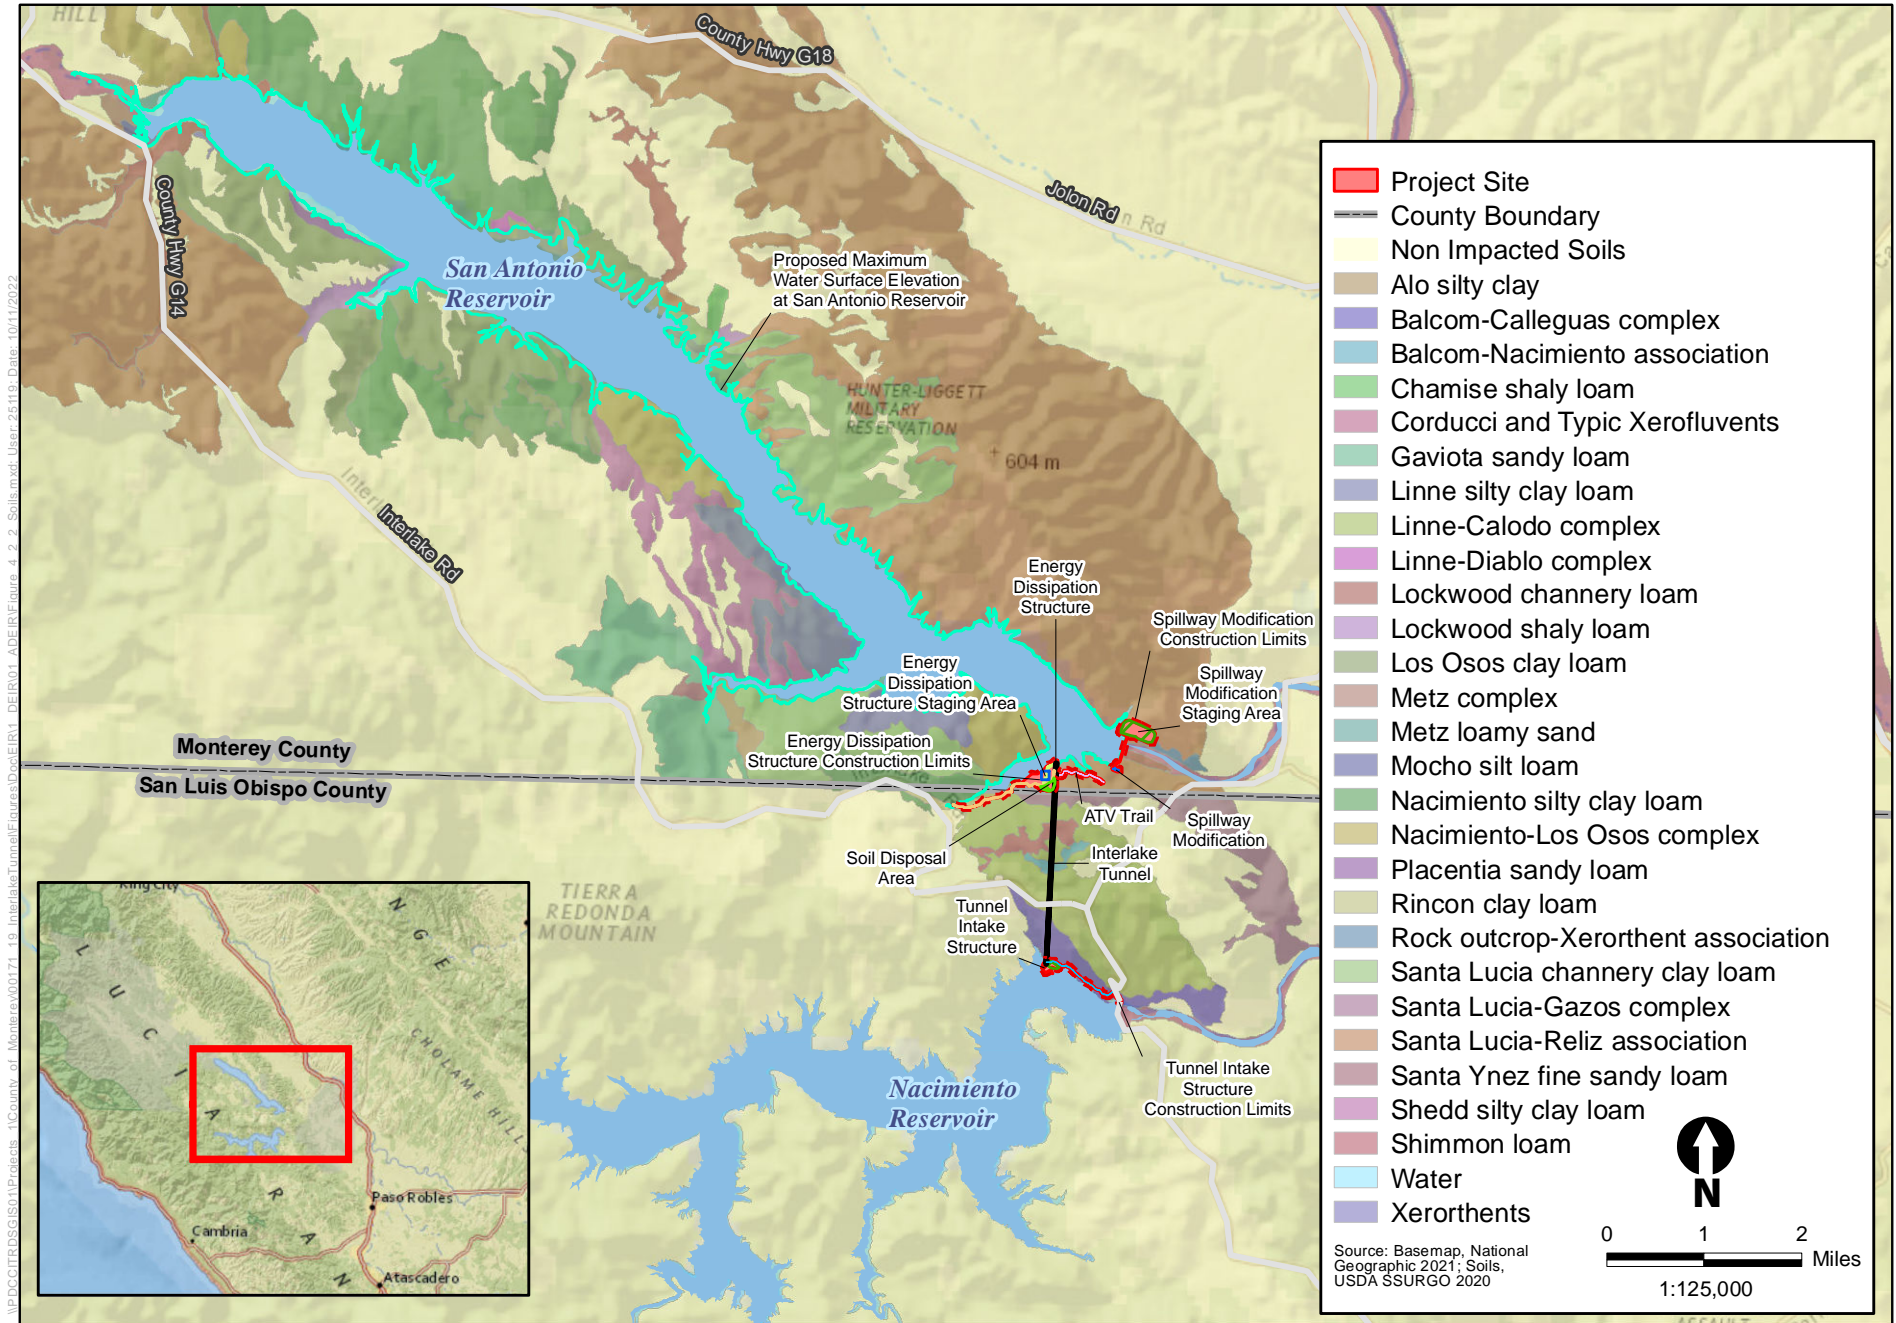 HILL
County Hwy G18
Jolon Rd
n Rd
County Hwy G14
San Antonio
Reservoir
Proposed Maximum
Water Surface Elevation
at San Antonio Reservoir
HUNTER-LIGGETT
MILITARY
RESERVATION
604 m
Interlake Rd
Energy
Dissipation
Structure
Spillway Modification
Construction Limits
Energy
Dissipation
Structure Staging Area
Spillway
Modification
Staging Area
Energy Dissipation
Structure Construction Limits
Monterey County
San Luis Obispo County
ATV Trail
Spillway
Modification
Soil Disposal
Area
Interlake
Tunnel
TIERRA
REDONDA
MOUNTAIN
Tunnel
Intake
Structure
Nacimiento
Reservoir
Tunnel Intake
Structure
Construction Limits
King City
NGE
LUCIA RAN
CHOLAME HILL
Paso Robles
Cambria
Atascadero
Project Site
County Boundary
Non Impacted Soils
Alo silty clay
Balcom-Calleguas complex
Balcom-Nacimiento association
Chamise shaly loam
Corducci and Typic Xerofluvents
Gaviota sandy loam
Linne silty clay loam
Linne-Calodo complex
Linne-Diablo complex
Lockwood channery loam
Lockwood shaly loam
Los Osos clay loam
Metz complex
Metz loamy sand
Mocho silt loam
Nacimiento silty clay loam
Nacimiento-Los Osos complex
Placentia sandy loam
Rincon clay loam
Rock outcrop-Xerorthent association
Santa Lucia channery clay loam
Santa Lucia-Gazos complex
Santa Lucia-Reliz association
Santa Ynez fine sandy loam
Shedd silty clay loam
Shimmon loam
Water
Xerorthents
N
Source: Basemap, National
Geographic 2021; Soils,
USDA SSURGO 2020
0 1 2
Miles
1:125,000